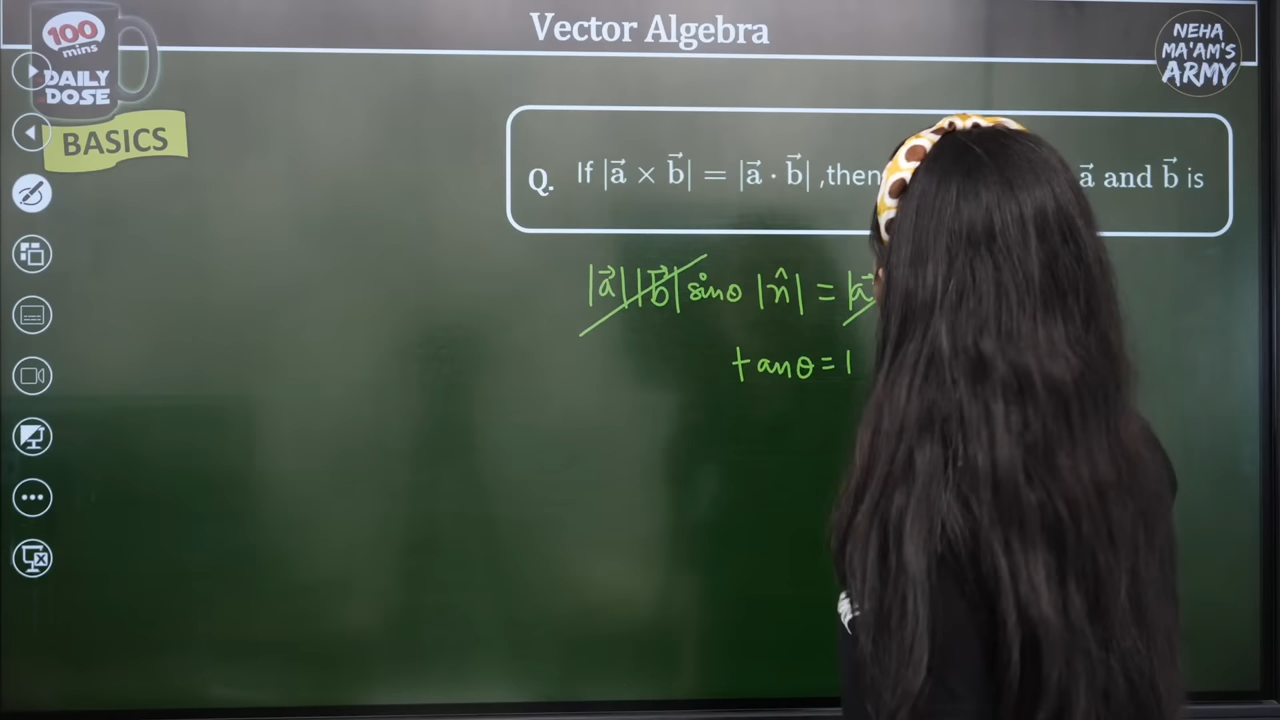 Vector Algebra
100
mins
DAILY
DOSE
BASICS
NEHA
MA'AM'S
ARMY
Q. If |a⃗ × b⃗| = |a⃗ · b⃗| ,then a⃗ and b⃗ is
|a⃗||b⃗| sinθ |n̂| = |a⃗
tanθ = 1